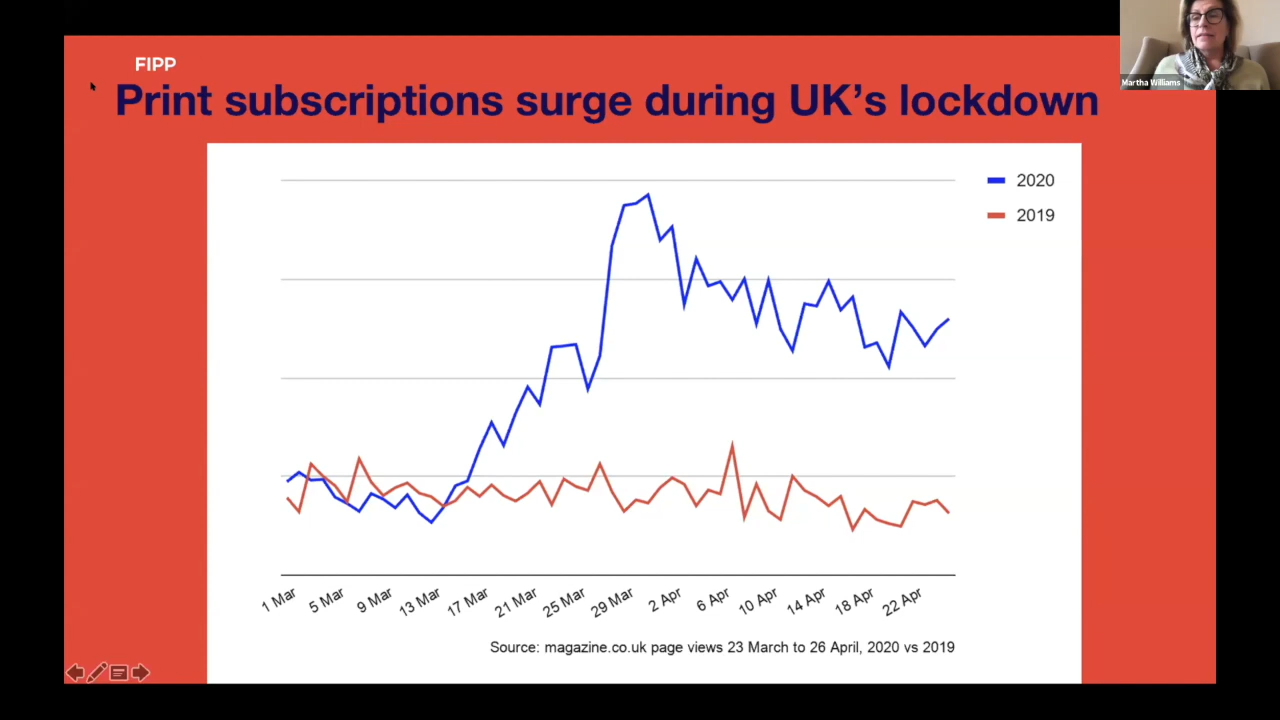 FIPP
Print subscriptions surge during UK’s lockdown
Martha Williams
2020
2019
1 Mar
5 Mar
9 Mar
13 Mar
17 Mar
21 Mar
25 Mar
29 Mar
2 Apr
6 Apr
10 Apr
14 Apr
18 Apr
22 Apr
Source: magazine.co.uk page views 23 March to 26 April, 2020 vs 2019